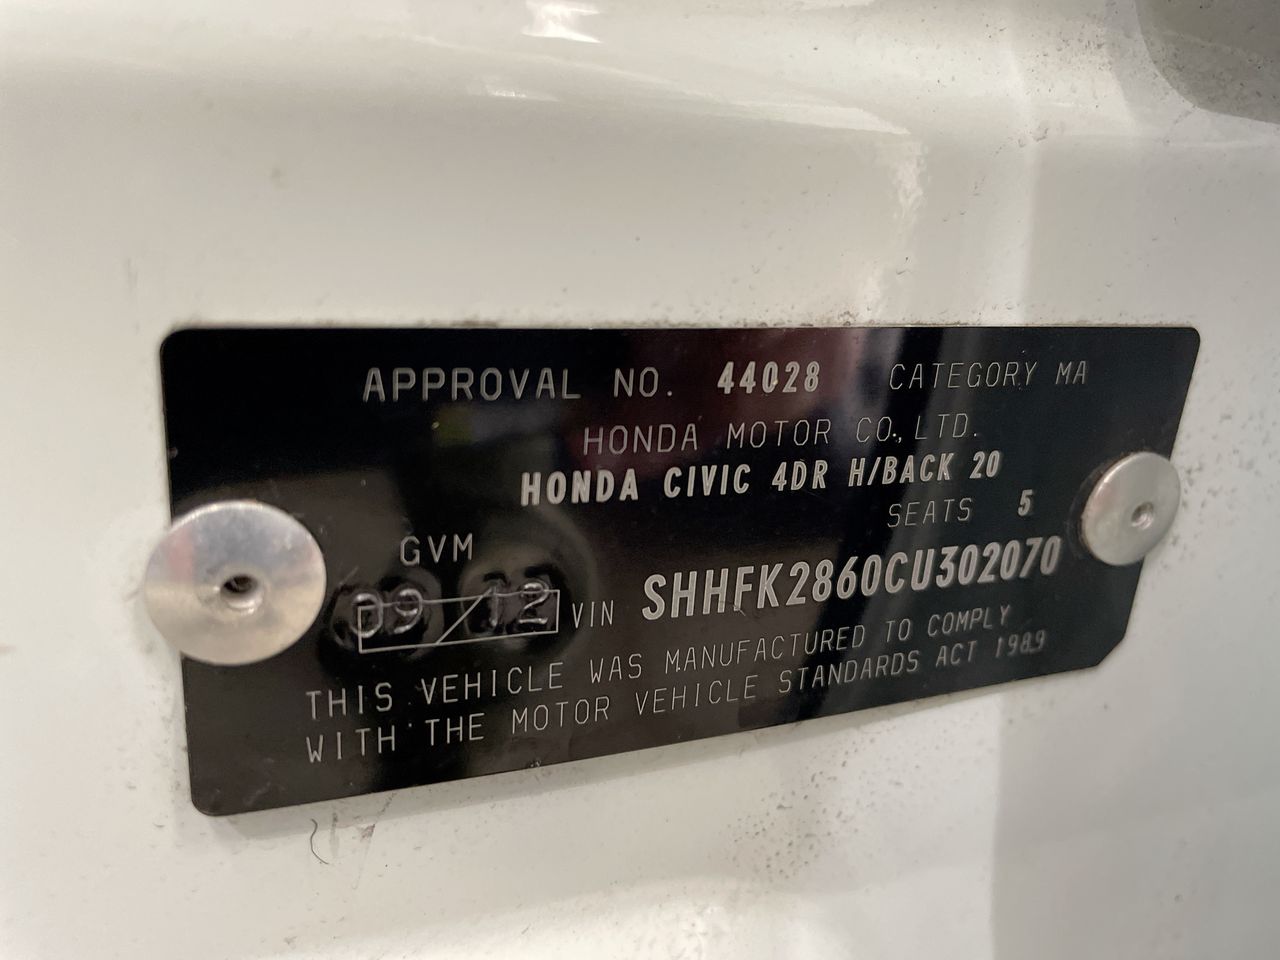 APPROVAL NO. 44028 CATEGORY MA
HONDA MOTOR CO., LTD.
HONDA CIVIC 4DR H/BACK 20
SEATS 5
GVM
09 12 VIN SHHFK2860CU302070
THIS VEHICLE WAS MANUFACTURED TO COMPLY
WITH THE MOTOR VEHICLE STANDARDS ACT 1989